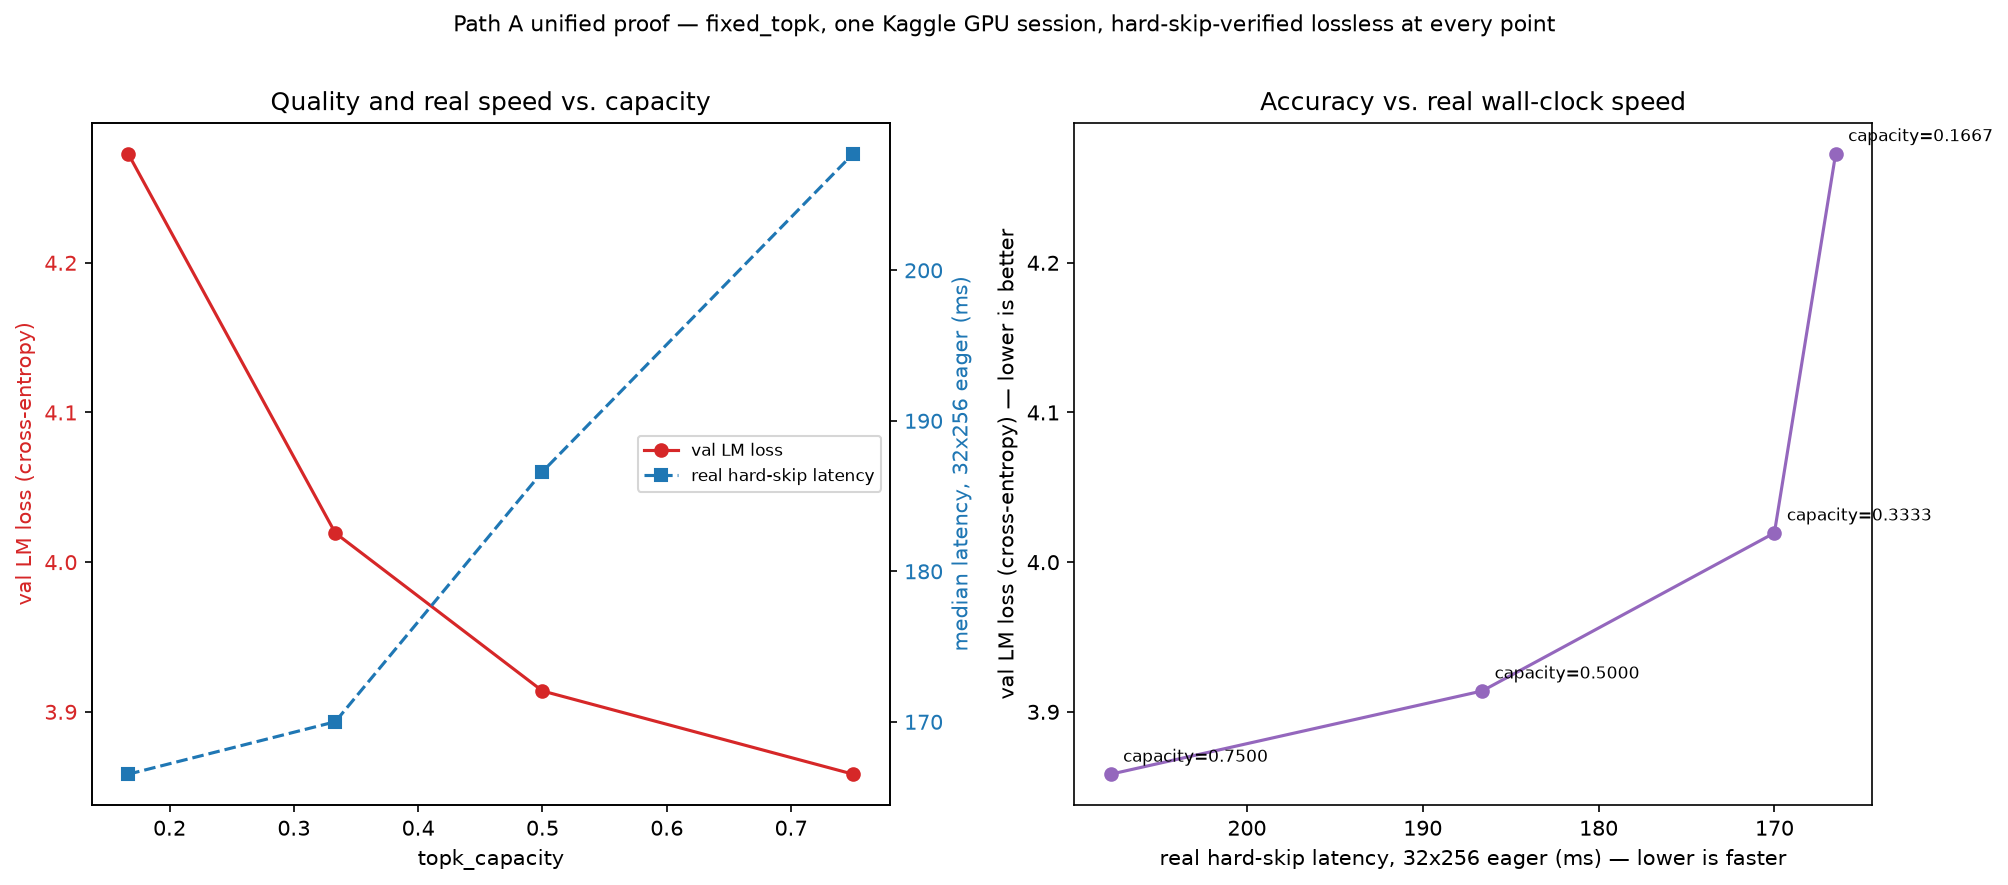 Path A unified proof — fixed_topk, one Kaggle GPU session, hard-skip-verified lossless at every point
Quality and real speed vs. capacity
val LM loss (cross-entropy)
4.2
4.1
4.0
3.9
0.2 0.3 0.4 0.5 0.6 0.7
topk_capacity
val LM loss
real hard-skip latency
200
190
180
170
median latency, 32x256 eager (ms)
Accuracy vs. real wall-clock speed
val LM loss (cross-entropy) — lower is better
4.2
4.1
4.0
3.9
capacity=0.1667
capacity=0.3333
capacity=0.5000
capacity=0.7500
200 190 180 170
real hard-skip latency, 32x256 eager (ms) — lower is faster